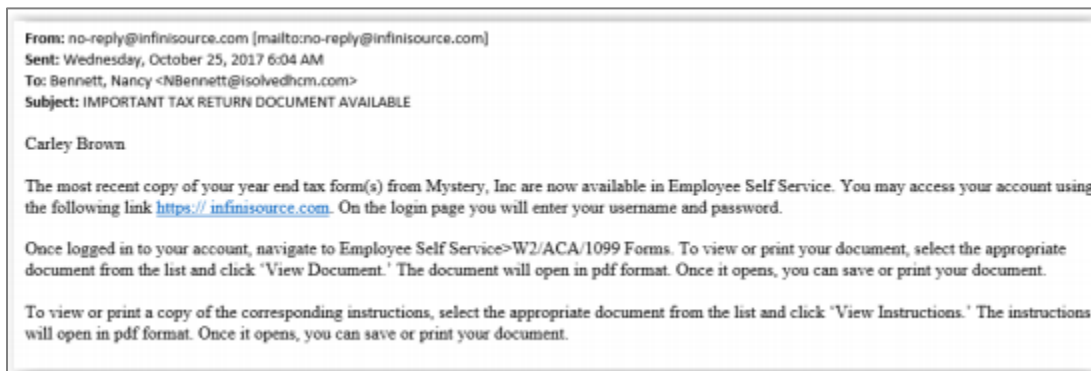 From: no-reply@infinisource.com [mailto:no-reply@infinisource.com]
Sent: Wednesday, October 25, 2017 6:04 AM
To: Bennett, Nancy <NBennett@isolvedhcm.com>
Subject: IMPORTANT TAX RETURN DOCUMENT AVAILABLE
Carley Brown
The most recent copy of your year end tax form(s) from Mystery, Inc are now available in Employee Self Service. You may access your account using
the following link https:// infinisource.com. On the login page you will enter your username and password.
Once logged in to your account, navigate to Employee Self Service>W2/ACA/1099 Forms. To view or print your document, select the appropriate
document from the list and click 'View Document.' The document will open in pdf format. Once it opens, you can save or print your document.
To view or print a copy of the corresponding instructions, select the appropriate document from the list and click 'View Instructions.' The instructions
will open in pdf format. Once it opens, you can save or print your document.